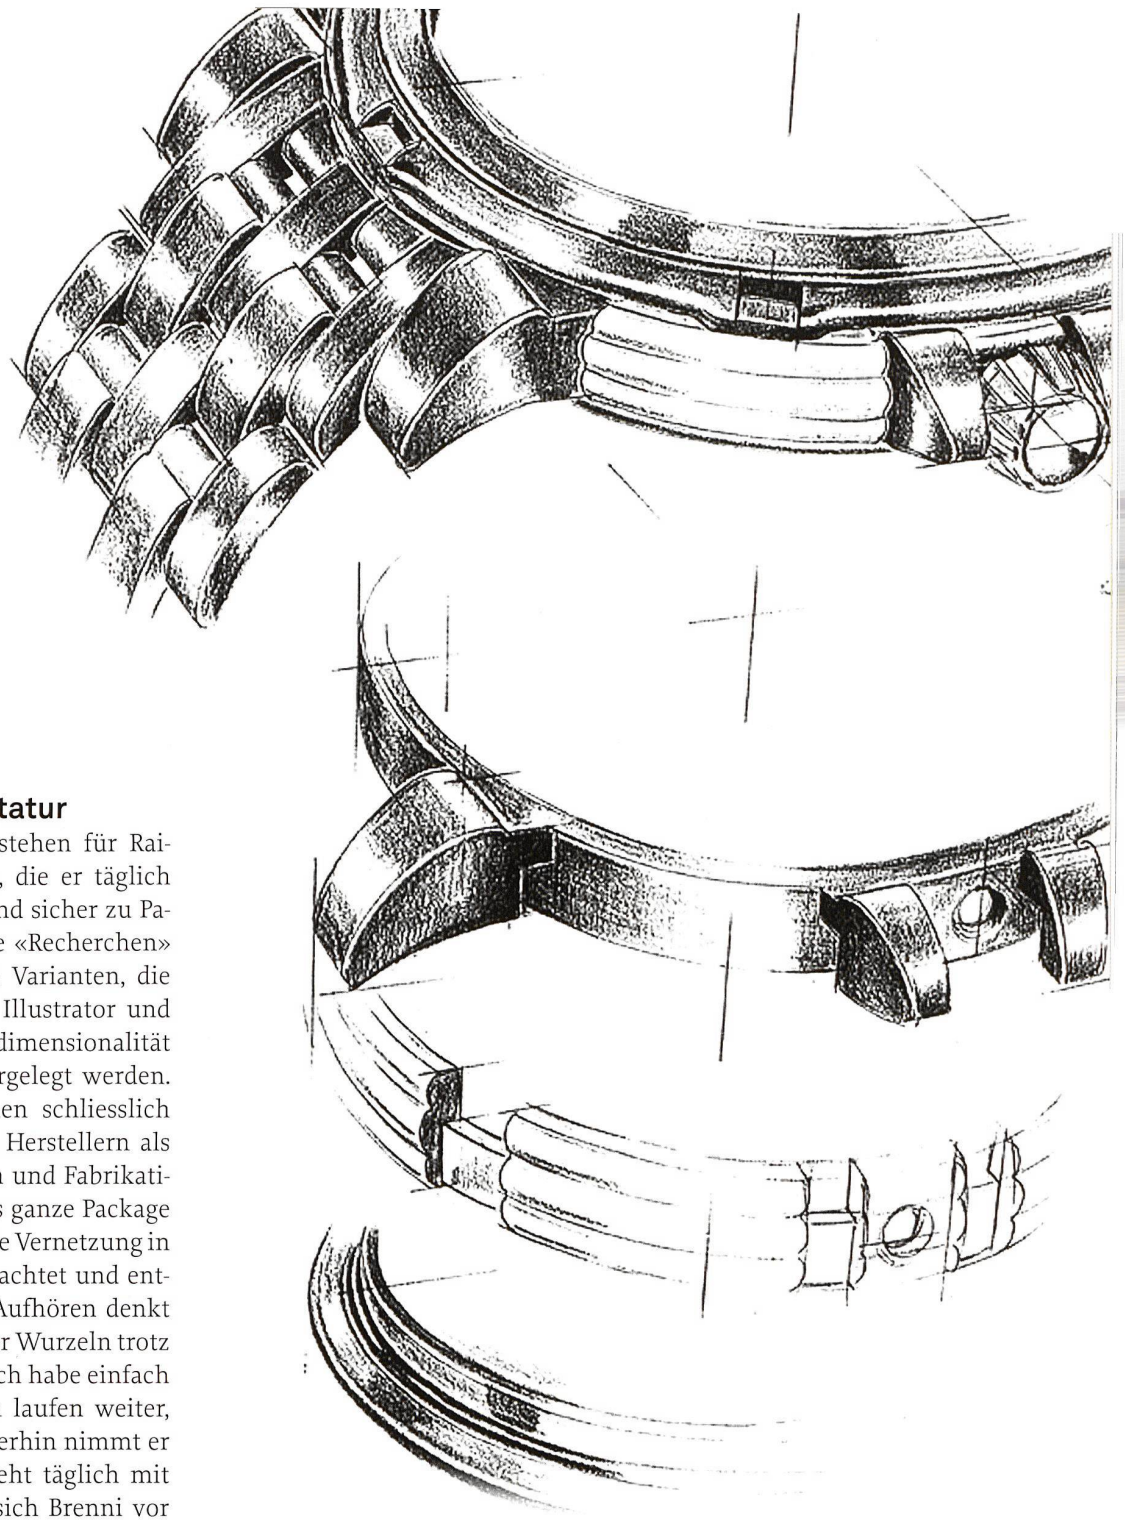 tatur
stehen für Rai-
, die er täglich
nd sicher zu Pa-
e «Recherchen»
Varianten, die
Illustrator und
dimensionalität
rgelegt werden.
en schliesslich
Herstellern als
n und Fabrikati-
s ganze Package
e Vernetzung in
achtet und ent-
Aufhören denkt
r Wurzeln trotz
ch habe einfach
laufen weiter,
erhin nimmt er
eht täglich mit
sich Brenni vor